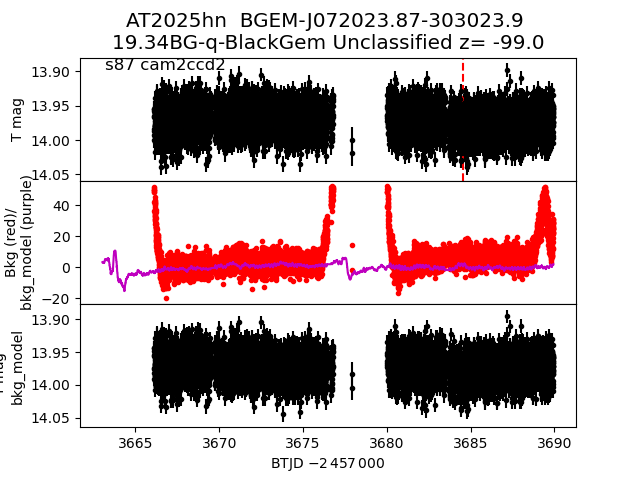 AT2025hn BGEM-J072023.87-303023.9
19.34BG-q-BlackGem Unclassified z= -99.0
s87 cam2ccd2
T mag
13.90
13.95
14.00
14.05
Bkg (red)/
bkg_model (purple)
40
20
0
−20
bkg_model
13.90
13.95
14.00
14.05
3665 3670 3675 3680 3685 3690
BTJD −2 457 000